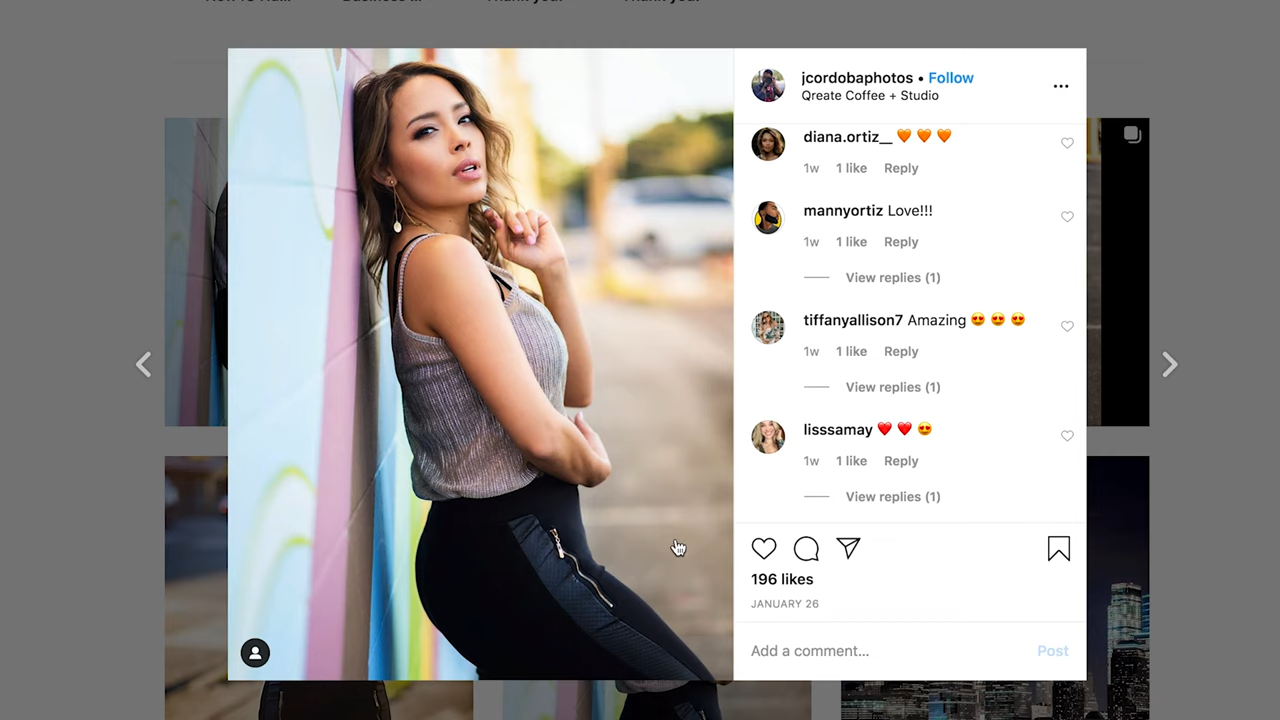 jcordobaphotos • Follow
Qreate Coffee + Studio
diana.ortiz__ 🧡 🧡 🧡
1w 1 like Reply
mannyortiz Love!!!
1w 1 like Reply
View replies (1)
tiffanyallison7 Amazing 😍 😍 😍
1w 1 like Reply
View replies (1)
lisssamay ❤️ ❤️ 😍
1w 1 like Reply
View replies (1)
196 likes
JANUARY 26
Add a comment... Post